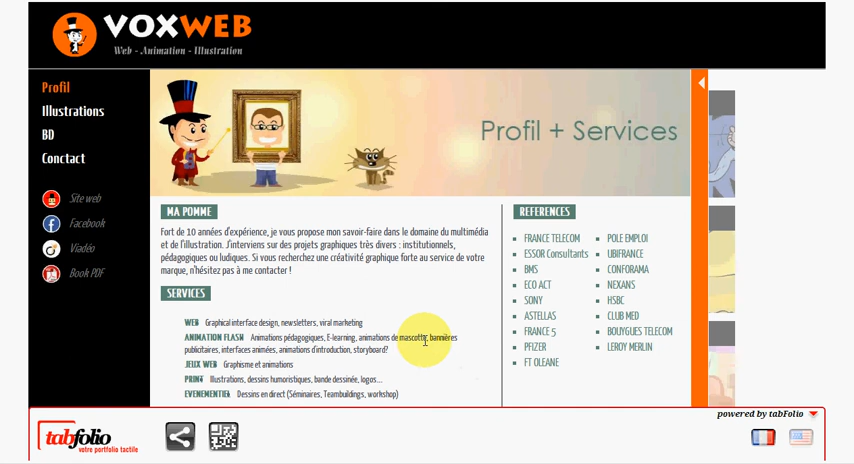 VOXWEB
Web - Animation - Illustration
Profil
Illustrations
BD
Conctact
Site web
Facebook
Viadéo
Book PDF
Profil + Services
MA POMME
Fort de 10 années d'expérience, je vous propose mon savoir-faire dans le domaine du multimédia
et de l'illustration. J'interviens sur des projets graphiques très divers : institutionnels,
pédagogiques ou ludiques. Si vous recherchez une créativité graphique forte au service de votre
marque, n'hésitez pas à me contacter !
SERVICES
WEB Graphical interface design, newsletters, viral marketing
ANIMATION FLASH Animations pédagogiques, E-learning, animations de mascotte, bannières
publicitaires, interfaces animées, animations d'introduction, storyboard?
JEUX WEB Graphisme et animations
PRINT Illustrations, dessins humoristiques, bande dessinée, logos...
EVENEMENTIEL Dessins en direct (Séminaires, Teambuildings, workshop)
REFERENCES
FRANCE TELECOM
ESSOR Consultants
BMS
ECO ACT
SONY
ASTELLAS
FRANCE 5
PFIZER
FT OLEANE
POLE EMPLOI
UBIFRANCE
CONFORAMA
NEXANS
HSBC
CLUB MED
BOUYGUES TELECOM
LEROY MERLIN
powered by tabFolio
tabfolio
votre portfolio tactile